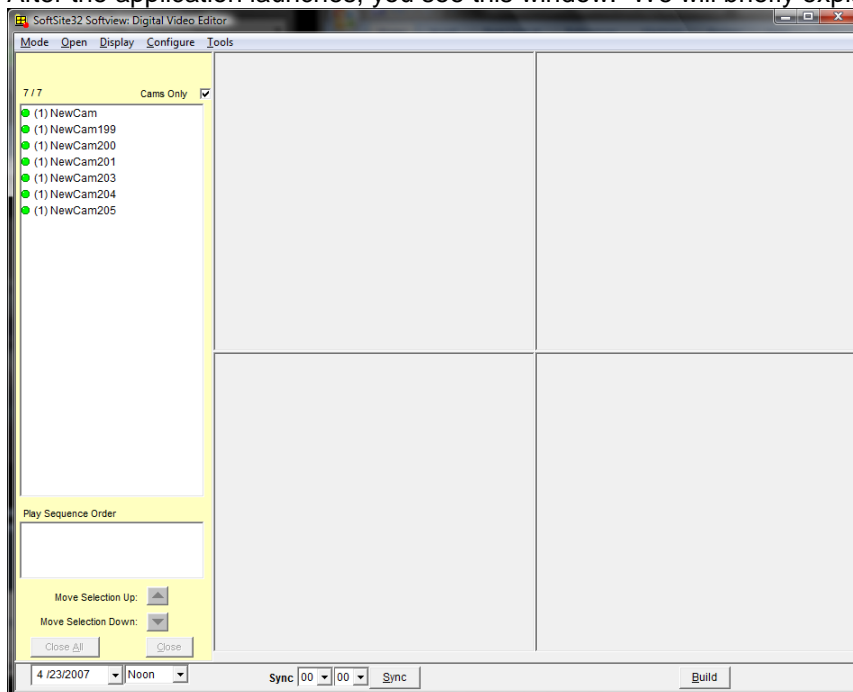 After the application launches, you see this window. We will briefly expl
SoftSite32 Softview: Digital Video Editor
Mode Open Display Configure Tools
7 / 7 Cams Only
(1) NewCam
(1) NewCam199
(1) NewCam200
(1) NewCam201
(1) NewCam203
(1) NewCam204
(1) NewCam205
Play Sequence Order
Move Selection Up:
Move Selection Down:
Close All Close
4 /23/2007 Noon Sync 00 00 Sync Build